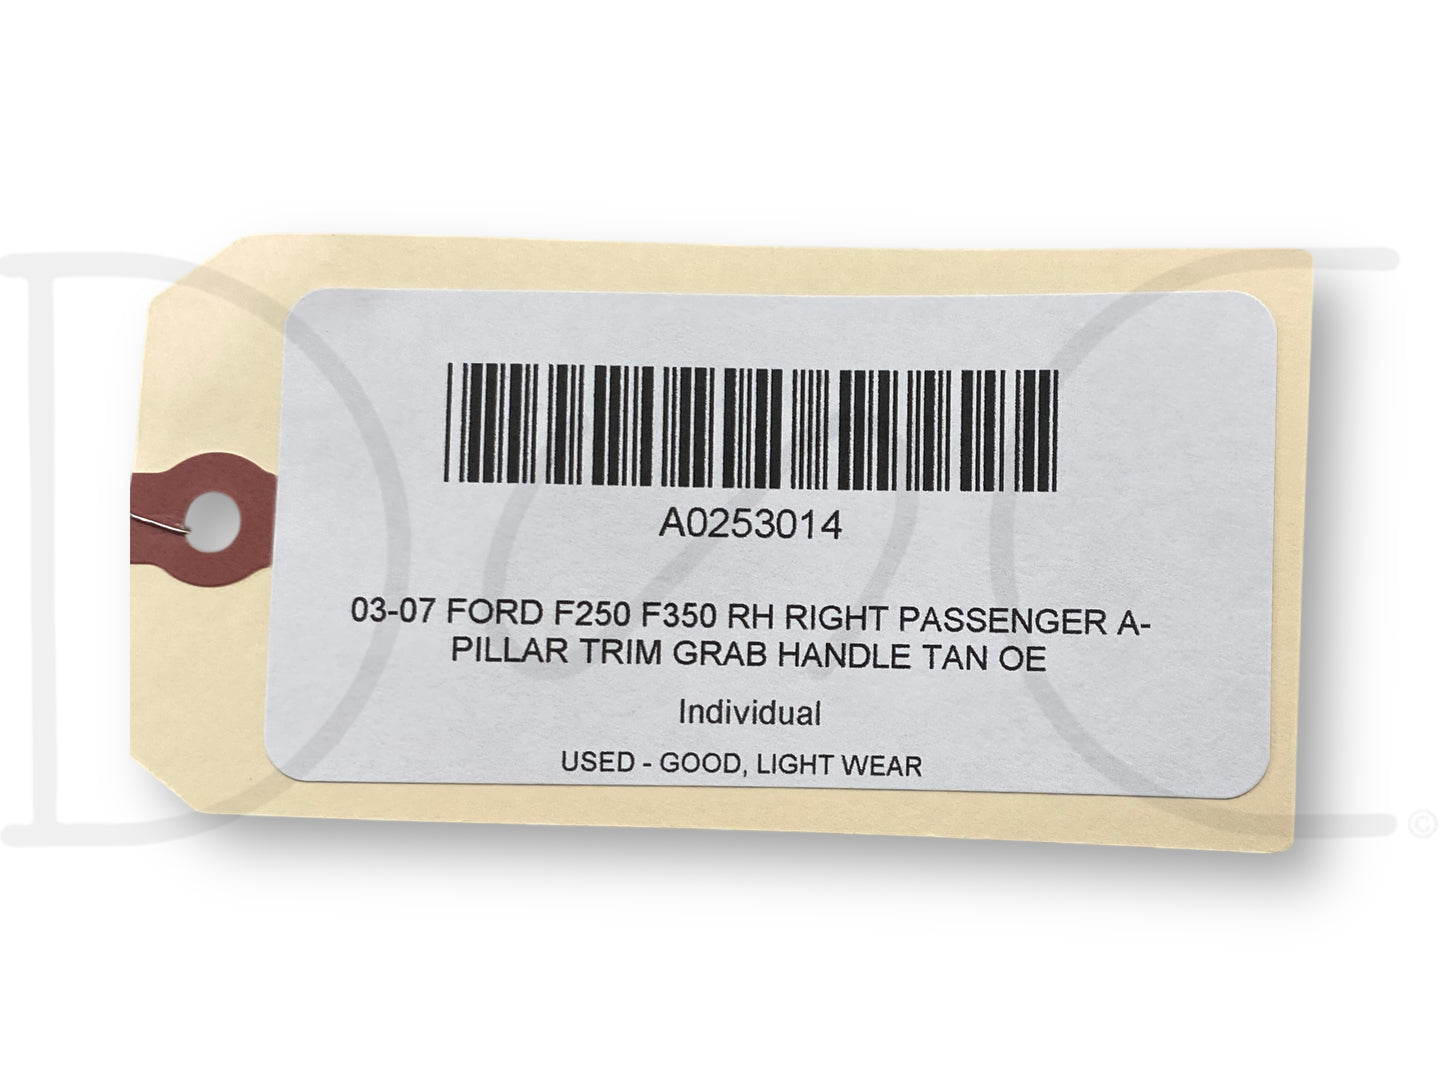 A0253014
03-07 FORD F250 F350 RH RIGHT PASSENGER A-
PILLAR TRIM GRAB HANDLE TAN OE
Individual
USED - GOOD, LIGHT WEAR
©